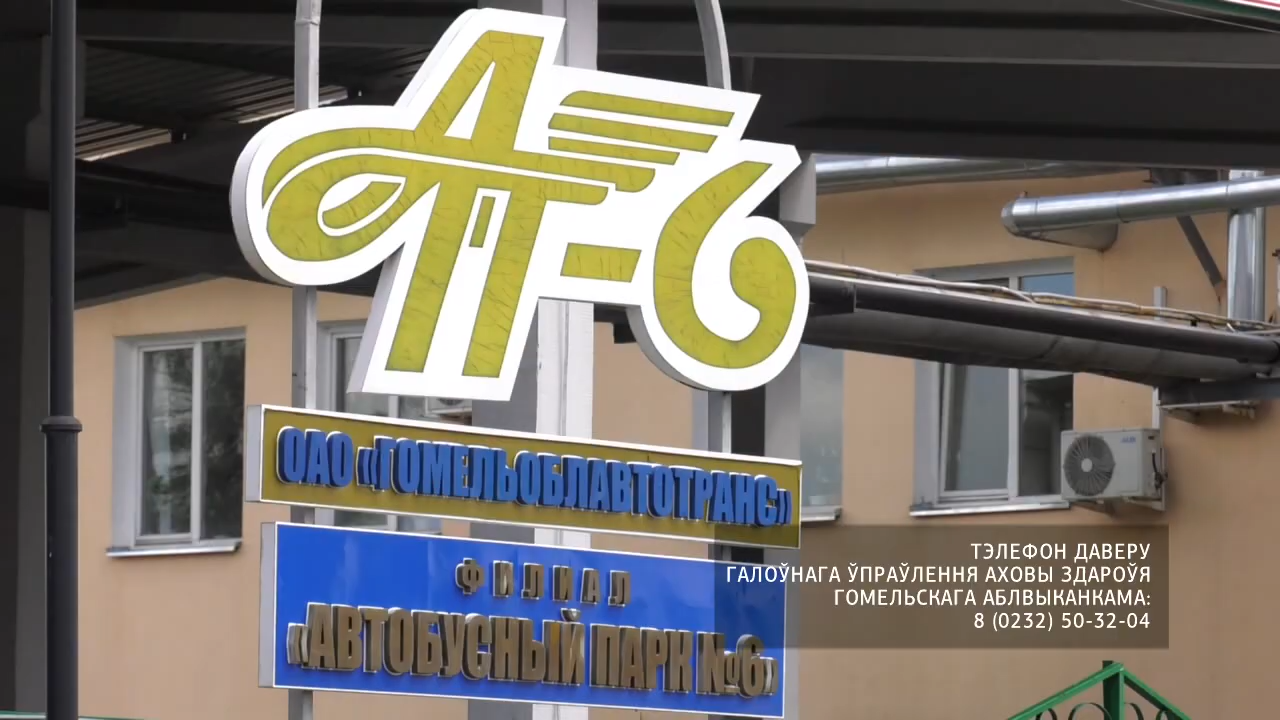 АП-6
ОАО «ГОМЕЛЬОБЛАВТОТРАНС»
ФИЛИАЛ
«АВТОБУСНЫЙ ПАРК №6»
ТЭЛЕФОН ДАВЕРУ
ГАЛОЎНАГА ЎПРАЎЛЕННЯ АХОВЫ ЗДАРОЎЯ
ГОМЕЛЬСКАГА АБЛВЫКАНКАМА:
8 (0232) 50-32-04